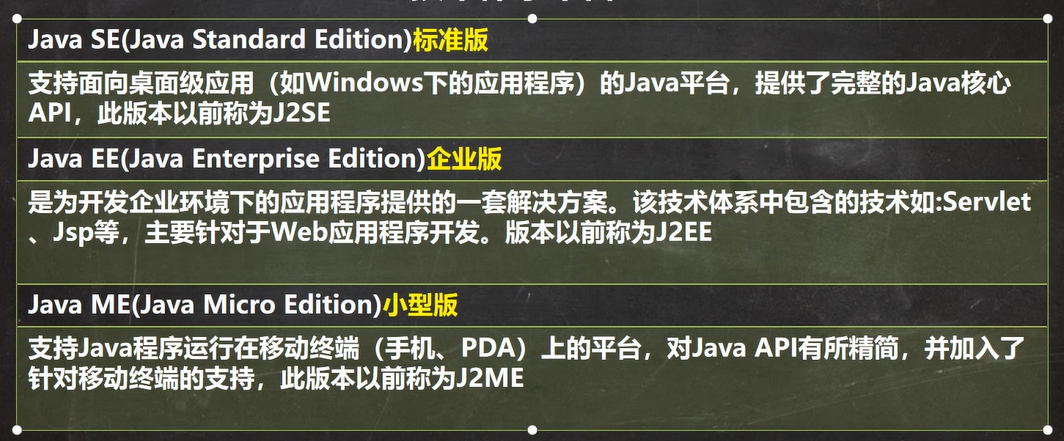 Java SE(Java Standard Edition)标准版
支持面向桌面级应用（如Windows下的应用程序）的Java平台，提供了完整的Java核心
API，此版本以前称为J2SE
Java EE(Java Enterprise Edition)企业版
是为开发企业环境下的应用程序提供的一套解决方案。该技术体系中包含的技术如:Servlet
、Jsp等，主要针对于Web应用程序开发。版本以前称为J2EE
Java ME(Java Micro Edition)小型版
支持Java程序运行在移动终端（手机、PDA）上的平台，对Java API有所精简，并加入了
针对移动终端的支持，此版本以前称为J2ME